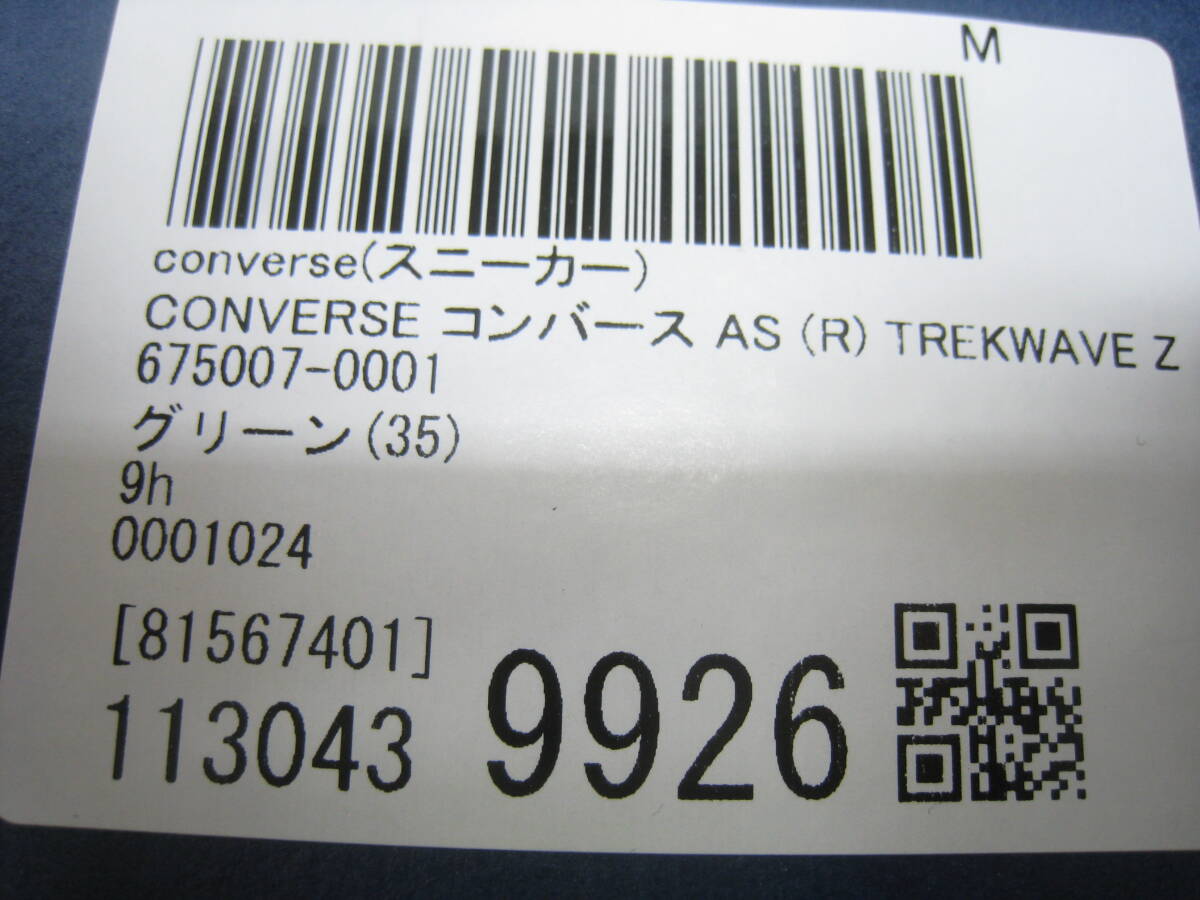 M
converse(スニーカー)
CONVERSE コンバース AS (R) TREKWAVE Z
675007-0001
グリーン(35)
9h
0001024
[81567401]
113043 9926